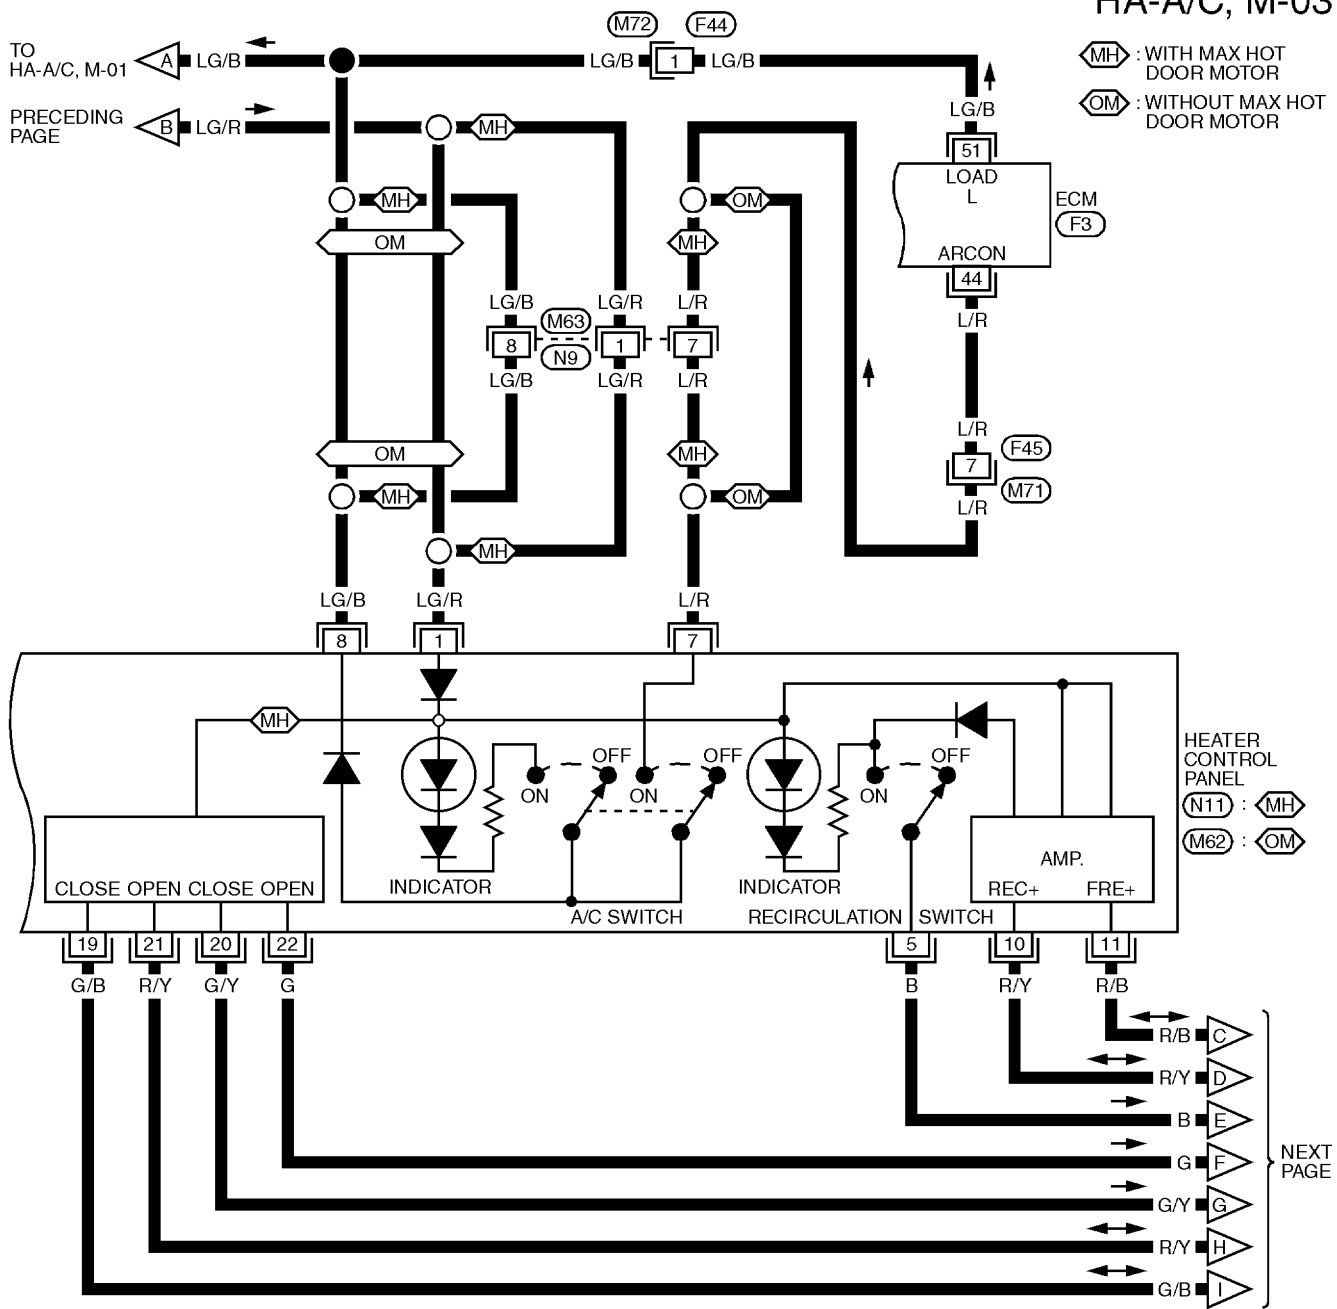 HA-A/C, M-03
M72 F44
TO
HA-A/C, M-01
A LG/B LG/B 1 LG/B
MH : WITH MAX HOT
DOOR MOTOR
OM : WITHOUT MAX HOT
DOOR MOTOR
PRECEDING
PAGE
B LG/R MH
LG/B
51
LOAD
L
ECM
F3
ARCON
44
MH OM
OM MH
LG/B LG/R L/R L/R
M63
8 1 7
N9
LG/B LG/R L/R
L/R
F45
7
M71
L/R
OM MH
MH OM
MH
LG/B LG/R L/R
8 1 7
MH
OFF OFF OFF
ON ON ON
HEATER
CONTROL
PANEL
N11 : MH
M62 : OM
AMP.
CLOSE OPEN CLOSE OPEN
INDICATOR INDICATOR
REC+ FRE+
A/C SWITCH RECIRCULATION SWITCH
19 21 20 22 5 10 11
G/B R/Y G/Y G B R/Y R/B
R/B C
R/Y D
B E
G F
G/Y G
R/Y H
G/B I
NEXT
PAGE